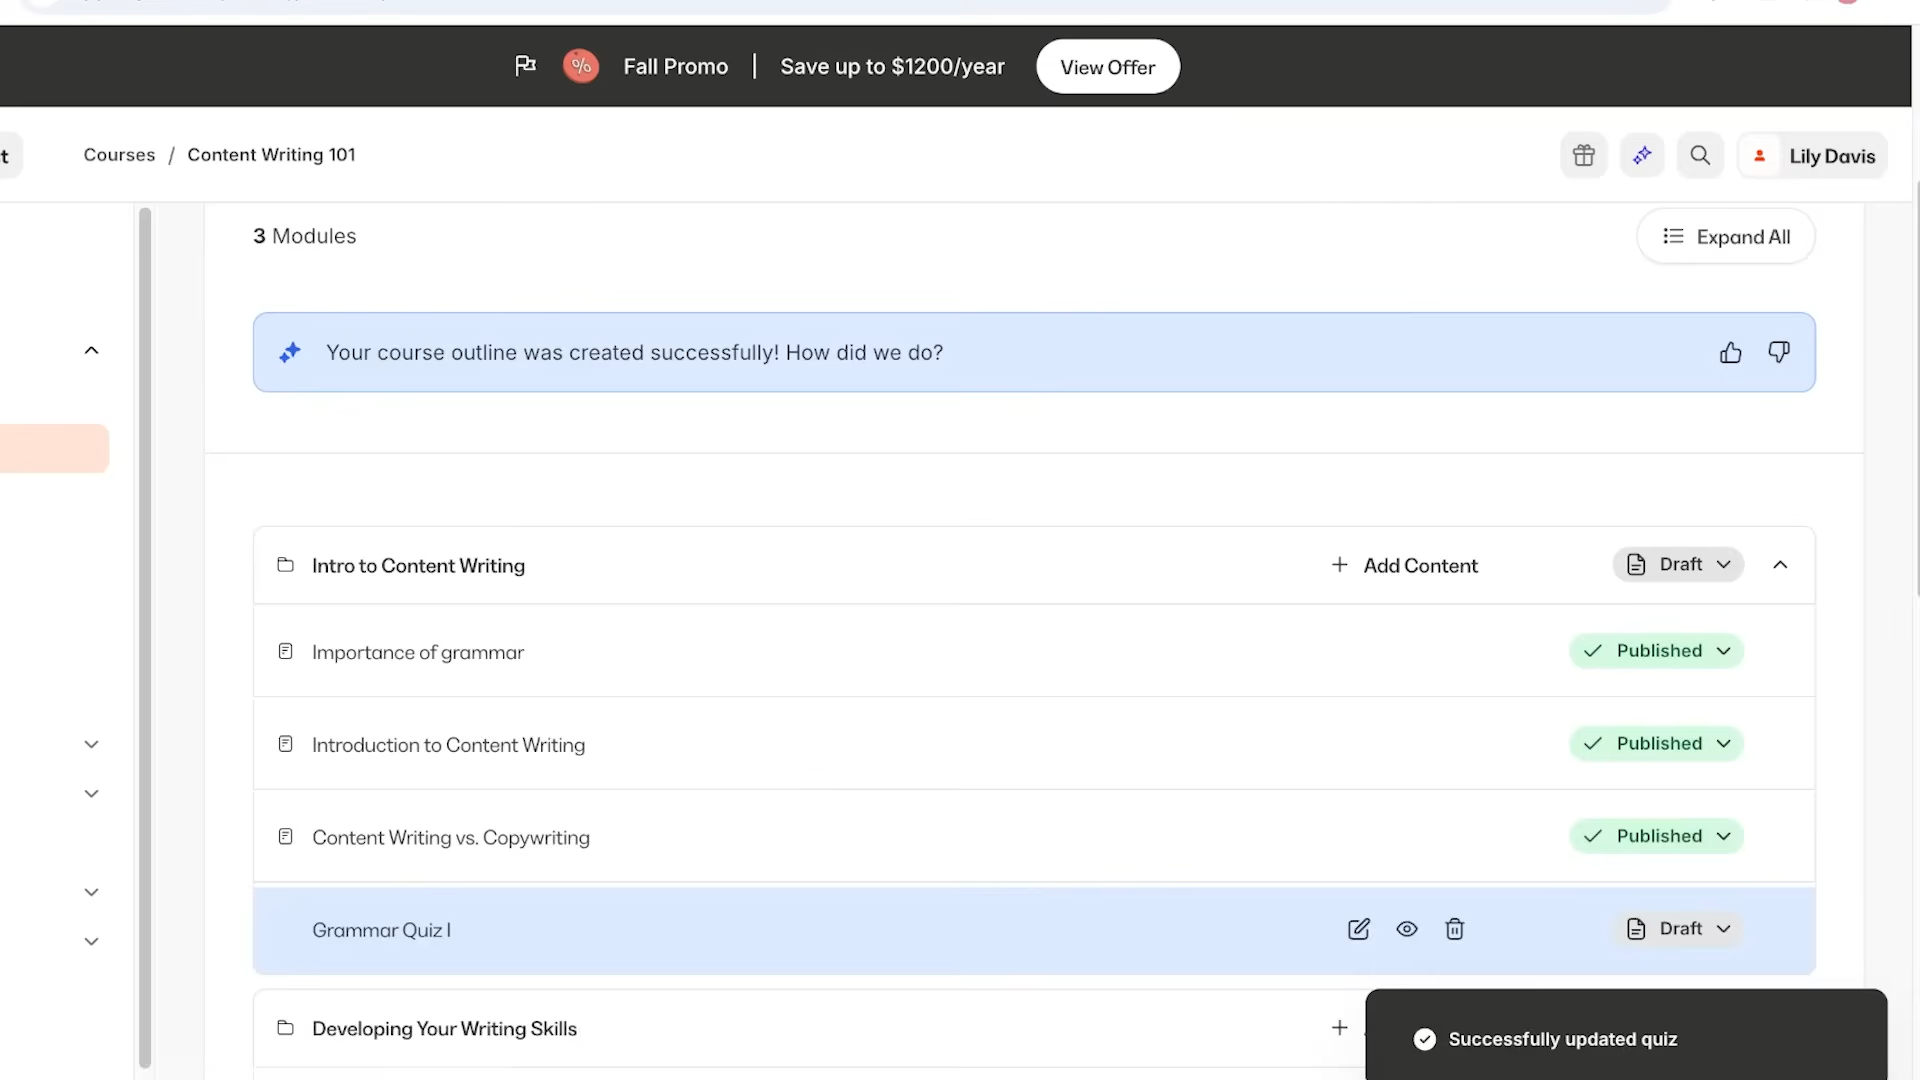 % Fall Promo | Save up to $1200/year View Offer
t Courses / Content Writing 101 Lily Davis
3 Modules Expand All
Your course outline was created successfully! How did we do?
Intro to Content Writing + Add Content Draft
Importance of grammar Published
Introduction to Content Writing Published
Content Writing vs. Copywriting Published
Grammar Quiz I Draft
Developing Your Writing Skills +
Successfully updated quiz